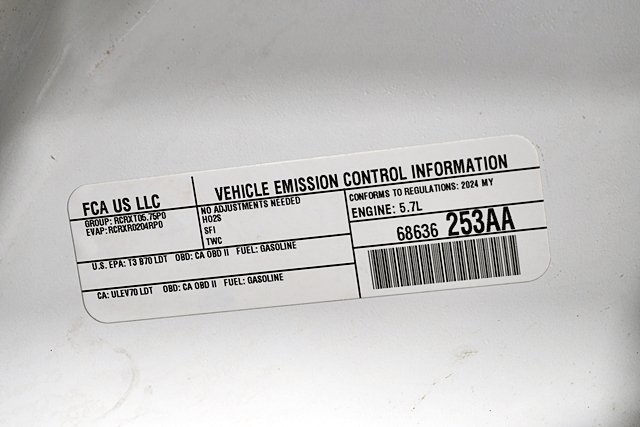 FCA US LLC
VEHICLE EMISSION CONTROL INFORMATION
GROUP: RCRXT05.75P0
EVAP: RCRXR0204RP0
NO ADJUSTMENTS NEEDED
HO2S
SFI
TWC
CONFORMS TO REGULATIONS: 2024 MY
ENGINE: 5.7L
68636 253AA
U.S. EPA: T3 B70 LDT OBD: CA OBD II FUEL: GASOLINE
CA: ULEV70 LDT OBD: CA OBD II FUEL: GASOLINE